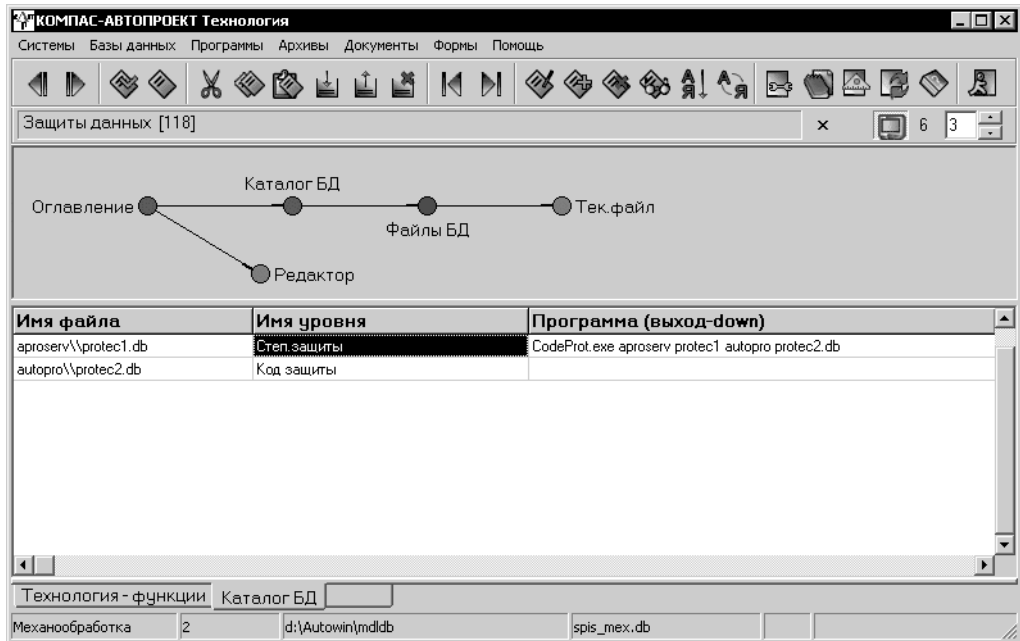 КОМПАС-АВТОПРОЕКТ Технология
Системы Базы данных Программы Архивы Документы Формы Помощь
Защиты данных [118] × 6 3
Каталог БД
Оглавление Тек.файл
Файлы БД
Редактор
Имя файла Имя уровня Программа (выход-down)
aproserv\\protec1.db Степ.защиты CodeProt.exe aproserv protec1 autopro protec2.db
autopro\\protec2.db Код защиты
Технология - функции Каталог БД
Механообработка 2 d:\Autowin\mdldb spis_mex.db